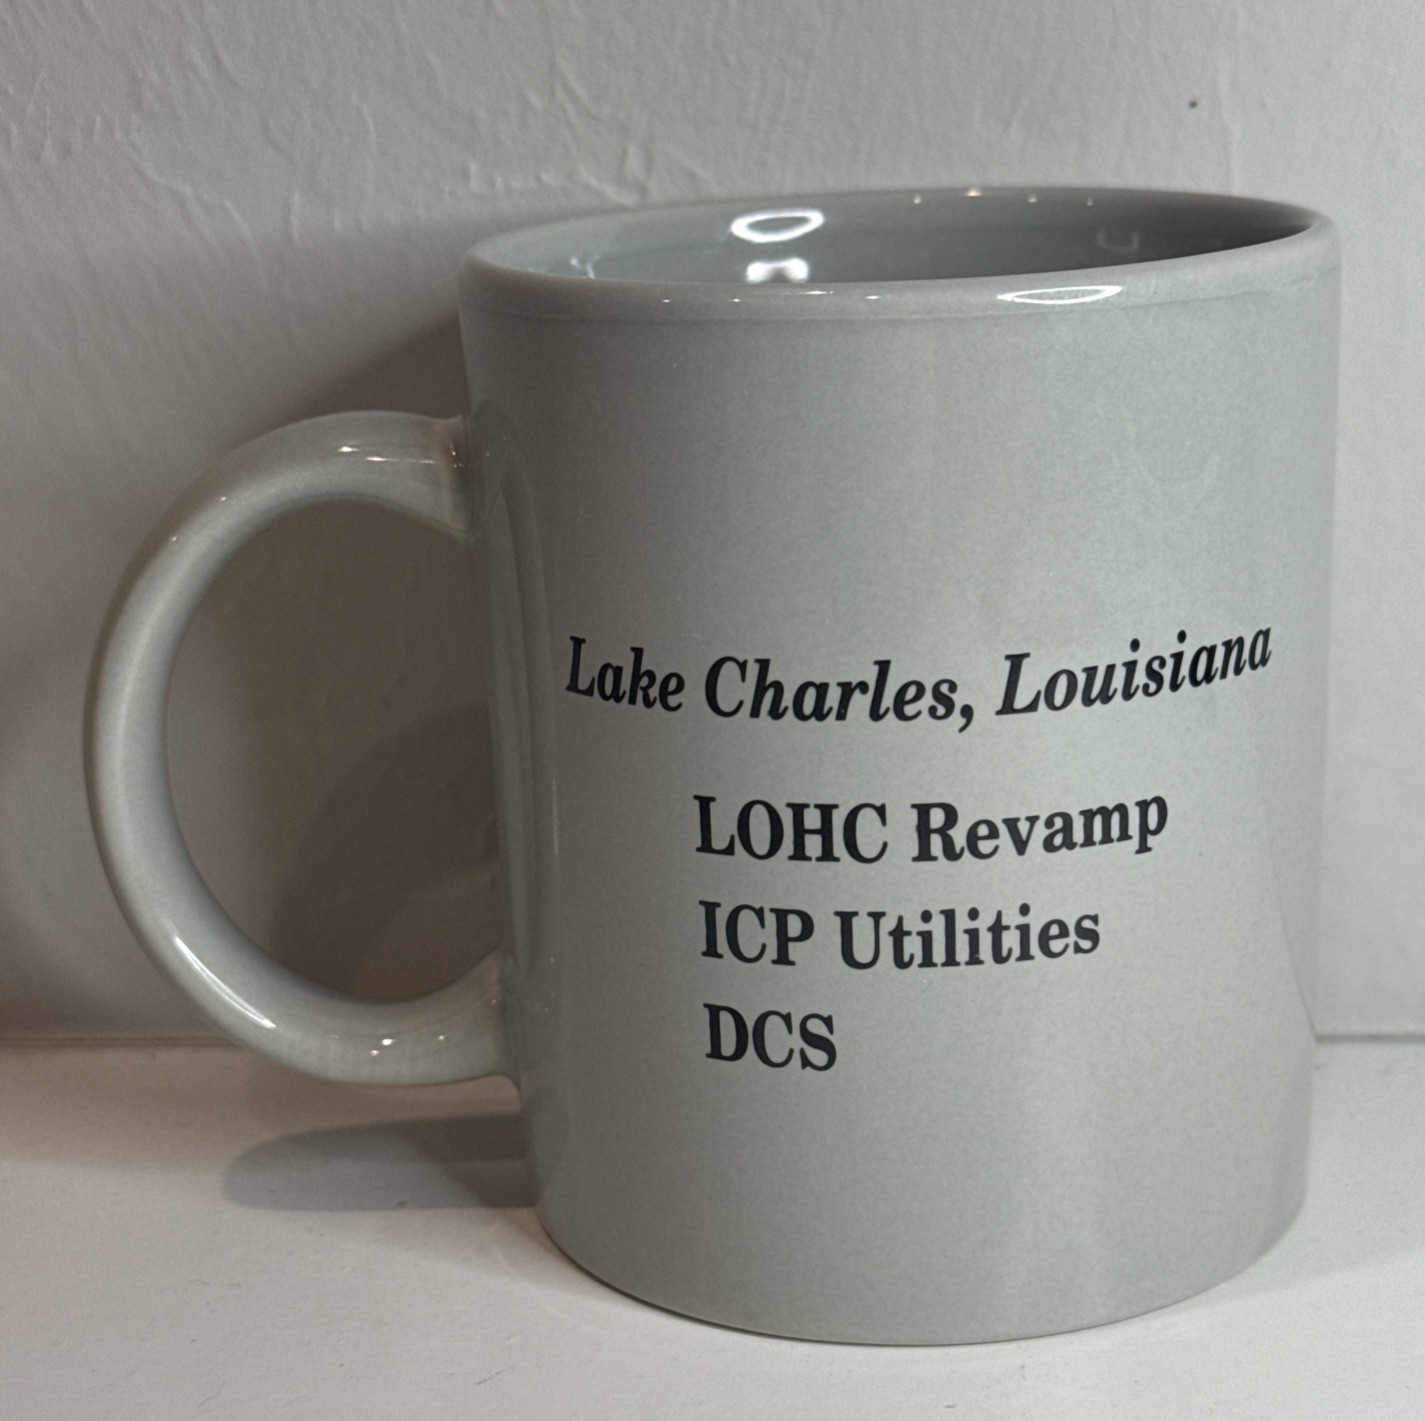 Lake Charles, Louisiana
LOHC Revamp
ICP Utilities
DCS